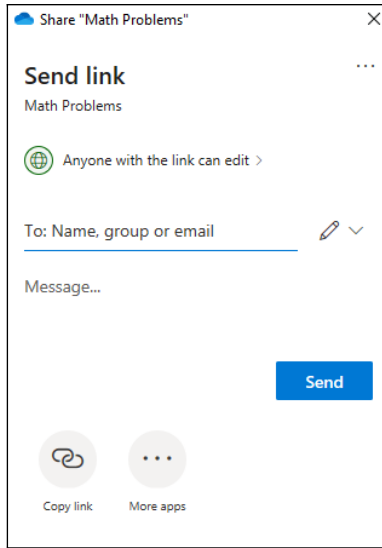 Share "Math Problems"
Send link
Math Problems
Anyone with the link can edit
To: Name, group or email
Message...
Send
Copy link
More apps